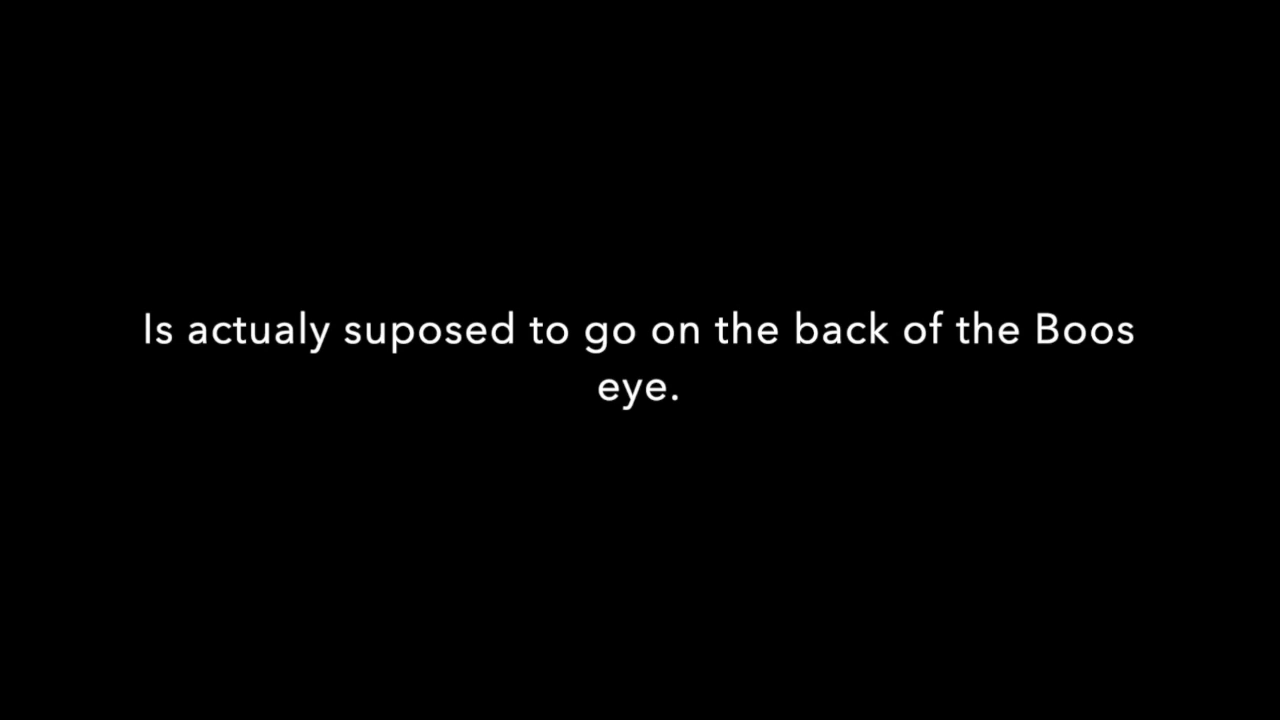 Is actualy suposed to go on the back of the Boos
eye.